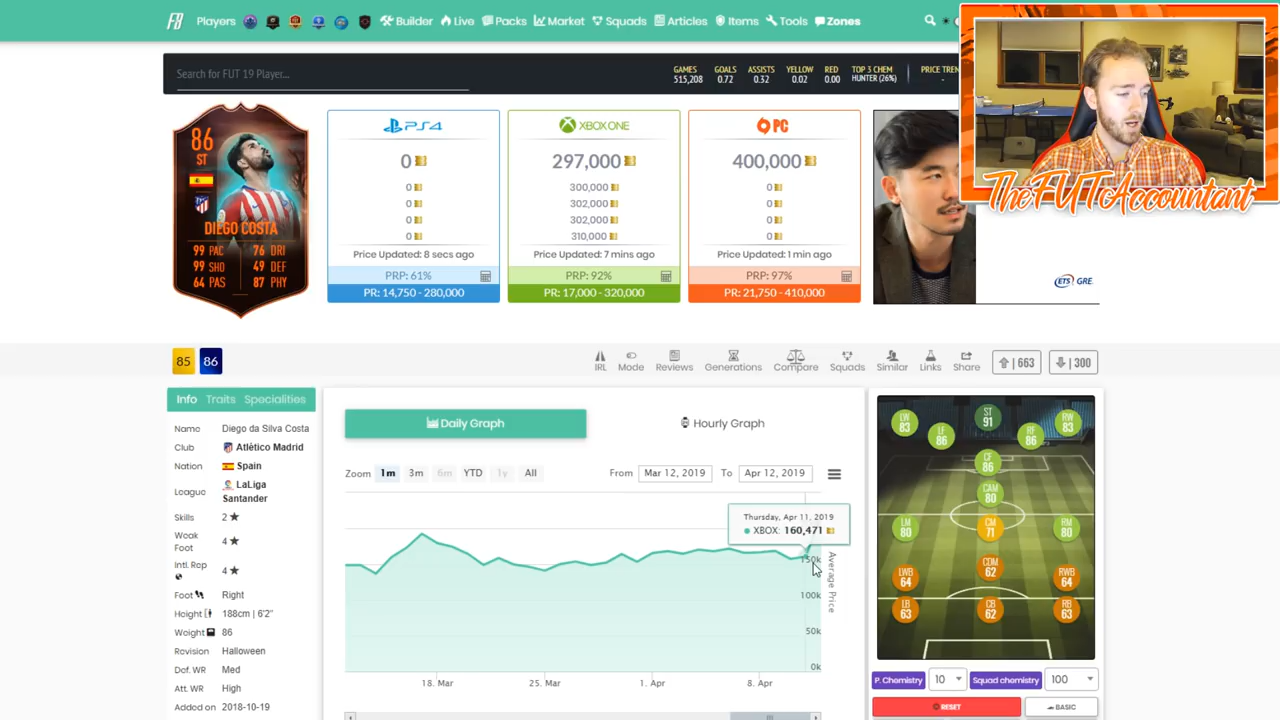 F8 Players Builder Live Packs Market Squads Articles Items Tools Zones
Search for FUT 19 Player...
GAMES 515,208
GOALS 0.72
ASSISTS 0.32
YELLOW 0.02
RED 0.00
TOP 3 CHEM HUNTER (26%)
PRICE TREN
-
TheFUTAccountant
86
ST
DIEGO COSTA
99 PAC 76 DRI
99 SHO 49 DEF
64 PAS 87 PHY
PS4
0
0
0
0
0
Price Updated: 8 secs ago
PRP: 61%
PR: 14,750 - 280,000
XBOX ONE
297,000
300,000
302,000
302,000
310,000
Price Updated: 7 mins ago
PRP: 92%
PR: 17,000 - 320,000
PC
400,000
0
0
0
0
Price Updated: 1 min ago
PRP: 97%
PR: 21,750 - 410,000
ETS GRE
85 86
IRL Mode Reviews Generations Compare Squads Similar Links Share 663 300
Info Traits Specialities
Name Diego da Silva Costa
Club Atlético Madrid
Nation Spain
League LaLiga Santander
Skills 2
Weak Foot 4
Intl. Rep 4
Foot Right
Height 188cm | 6'2"
Weight 86
Revision Halloween
Def. WR Med
Att. WR High
Added on 2018-10-19
Daily Graph Hourly Graph
Zoom 1m 3m 6m YTD 1y All From Mar 12, 2019 To Apr 12, 2019
Thursday, Apr 11, 2019
XBOX: 160,471
150k
100k
50k
0k
Average Price
18. Mar 25. Mar 1. Apr 8. Apr
LW 83
ST 91
RW 83
LF 86
RF 86
CF 86
CAM 80
LM 80
CM 71
RM 80
LWB 64
CDM 62
RWB 64
LB 63
CB 62
RB 63
P. Chemistry 10 Squad chemistry 100
RESET BASIC